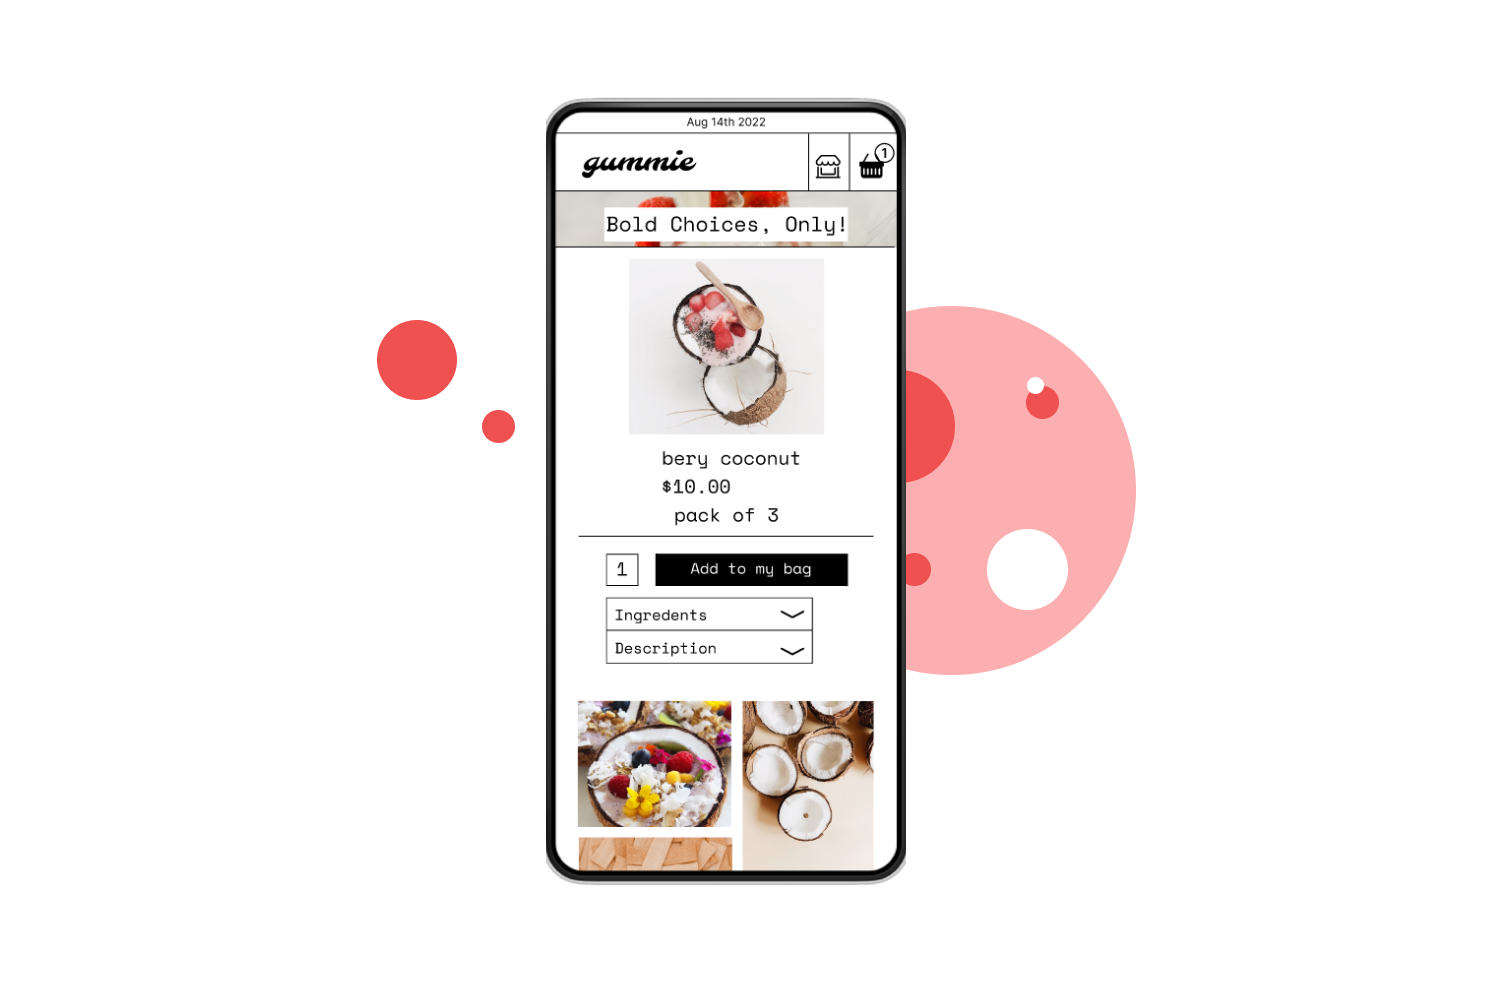 Aug 14th 2022
gummie
1
Bold Choices, Only!
bery coconut
$10.00
pack of 3
1 Add to my bag
Ingredents
Description